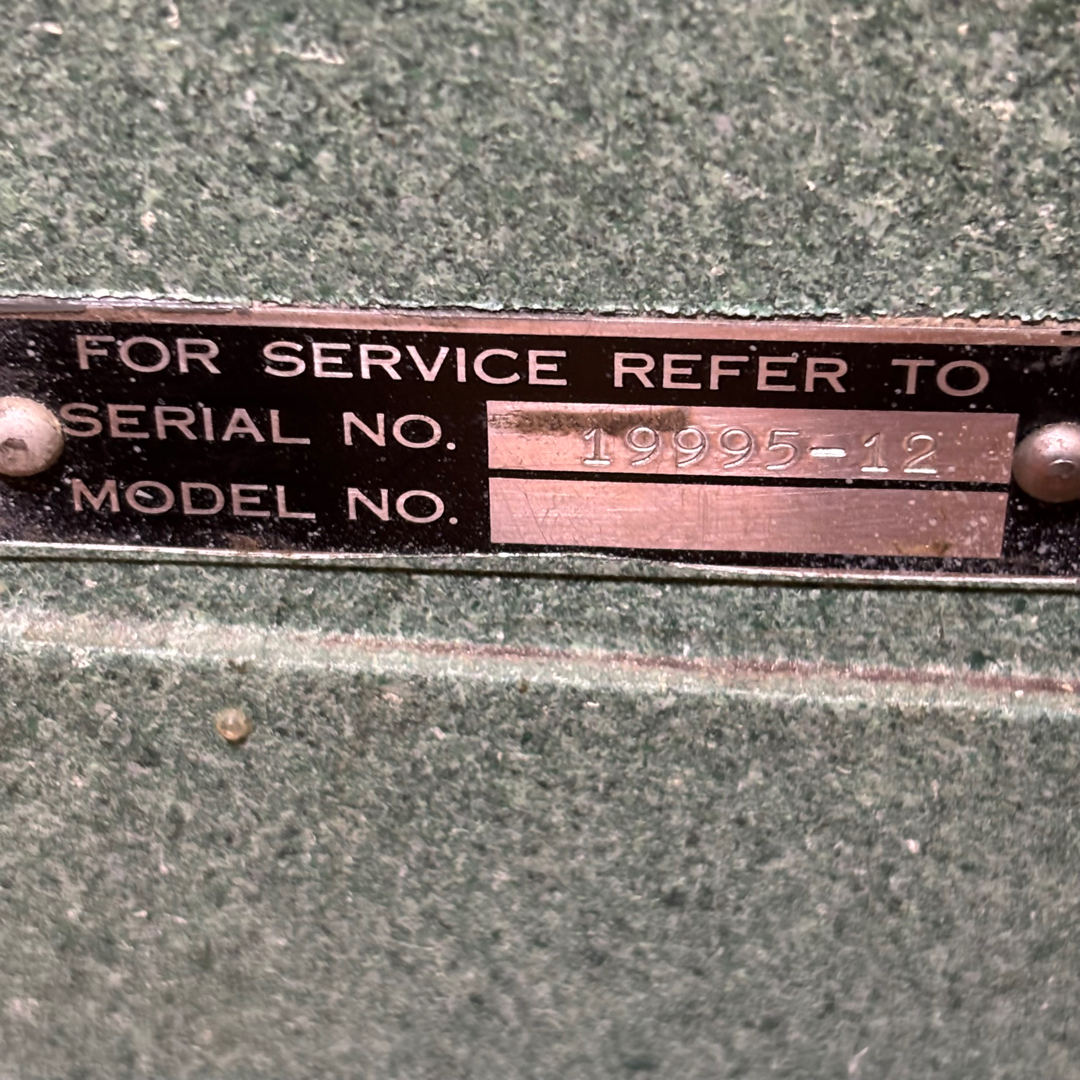 FOR SERVICE REFER TO
SERIAL NO. 19995-12
MODEL NO.